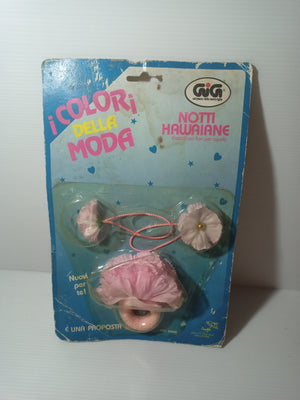 i COLORi
DELLA
MODA
GiG
NOTTI
HAWAIANE
Nuovi
per
te!
È UNA PROPOSTA